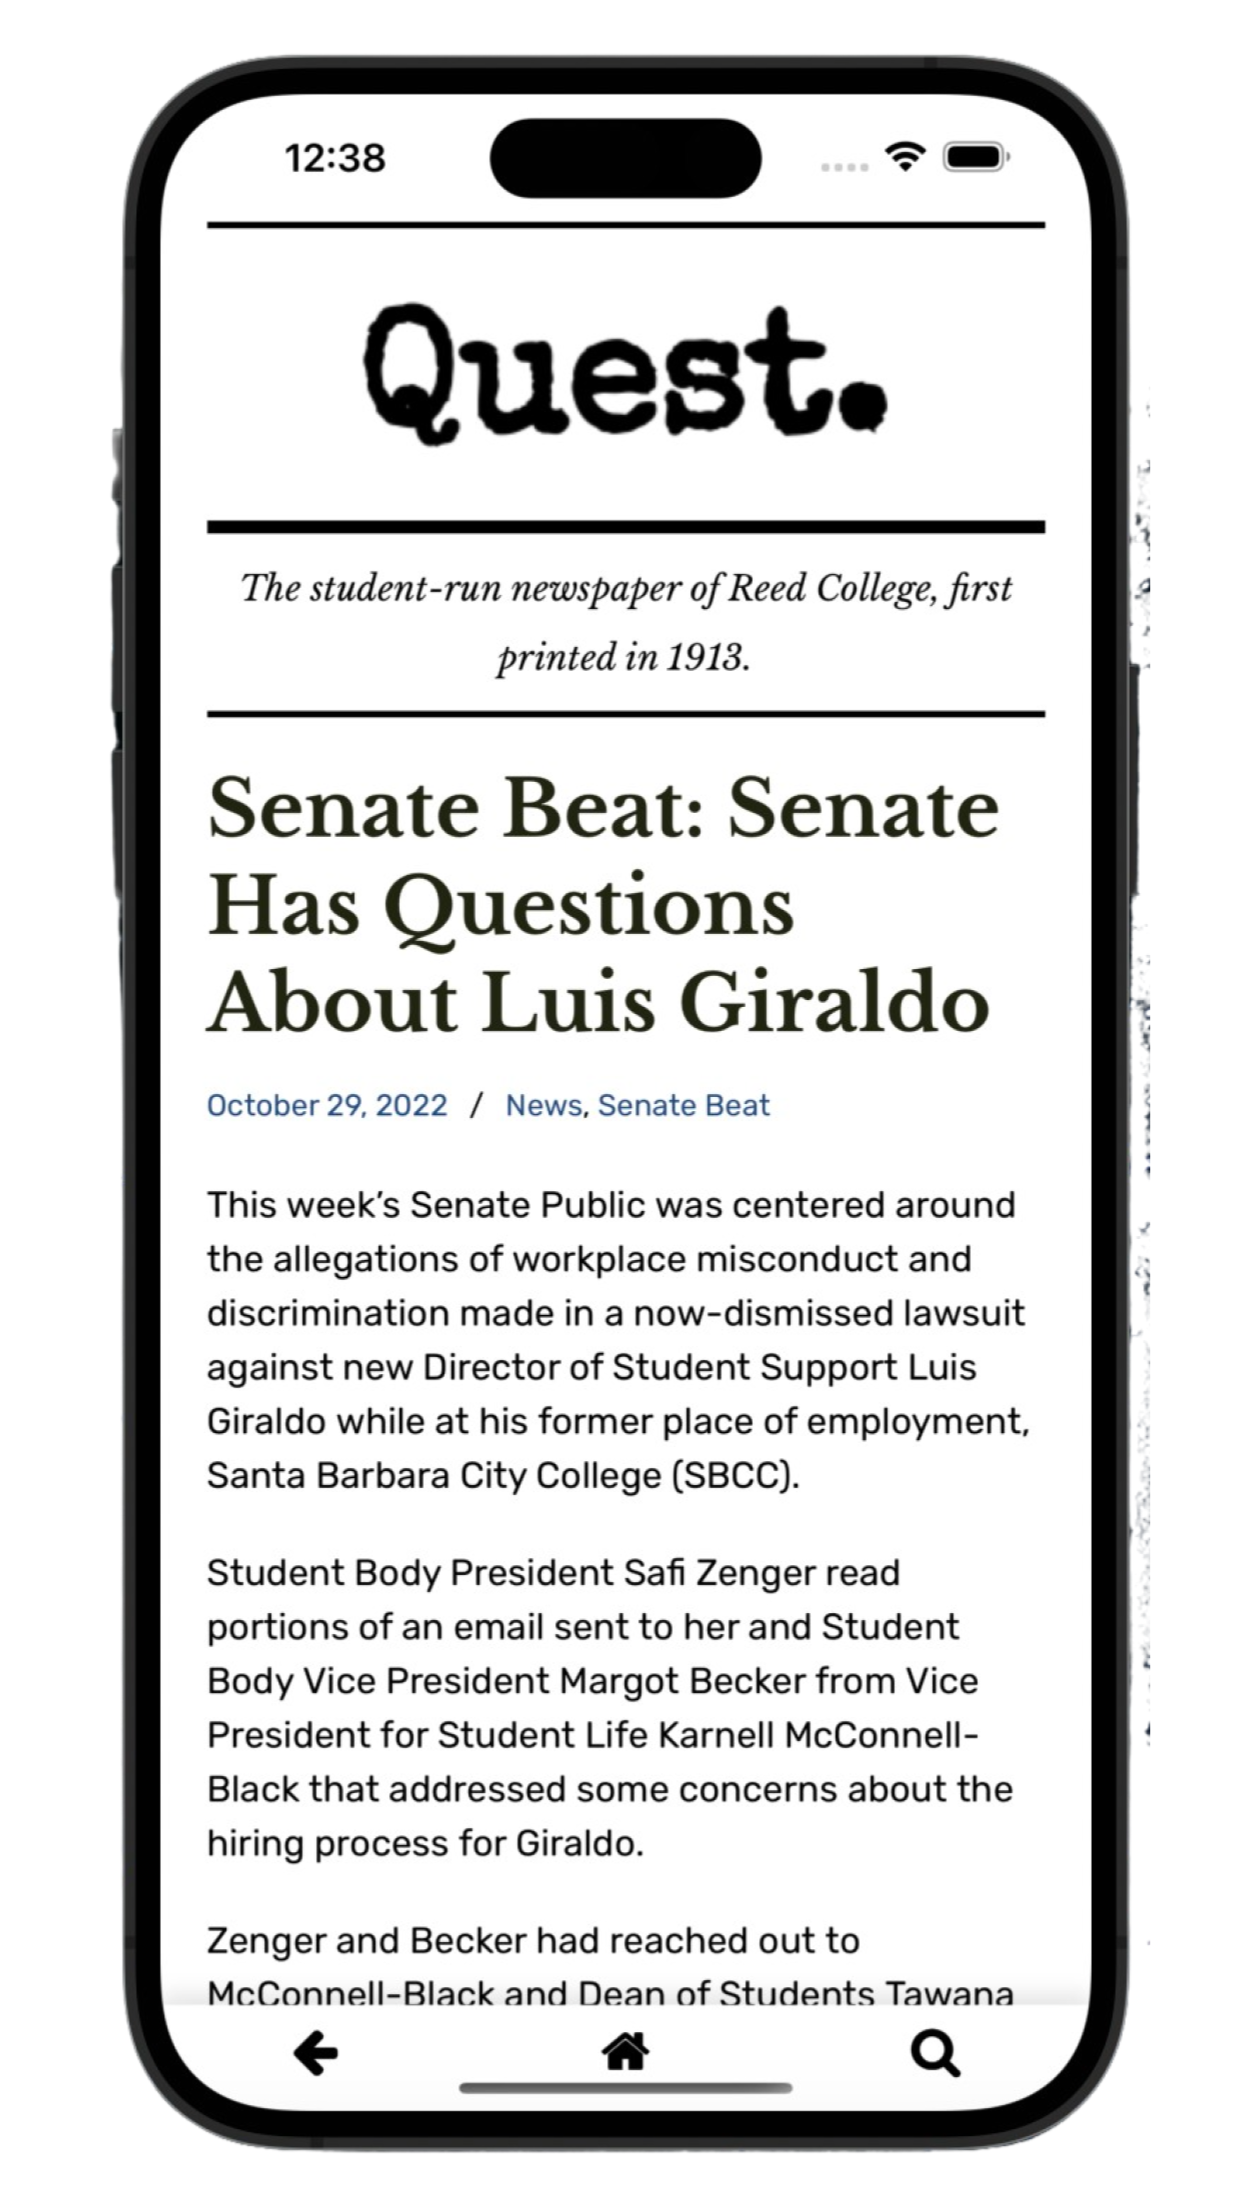 12:38
Quest.
The student-run newspaper of Reed College, first
printed in 1913.
Senate Beat: Senate
Has Questions
About Luis Giraldo
October 29, 2022 / News, Senate Beat
This week’s Senate Public was centered around
the allegations of workplace misconduct and
discrimination made in a now-dismissed lawsuit
against new Director of Student Support Luis
Giraldo while at his former place of employment,
Santa Barbara City College (SBCC).
Student Body President Safi Zenger read
portions of an email sent to her and Student
Body Vice President Margot Becker from Vice
President for Student Life Karnell McConnell-
Black that addressed some concerns about the
hiring process for Giraldo.
Zenger and Becker had reached out to
McConnell-Black and Dean of Students Tawana